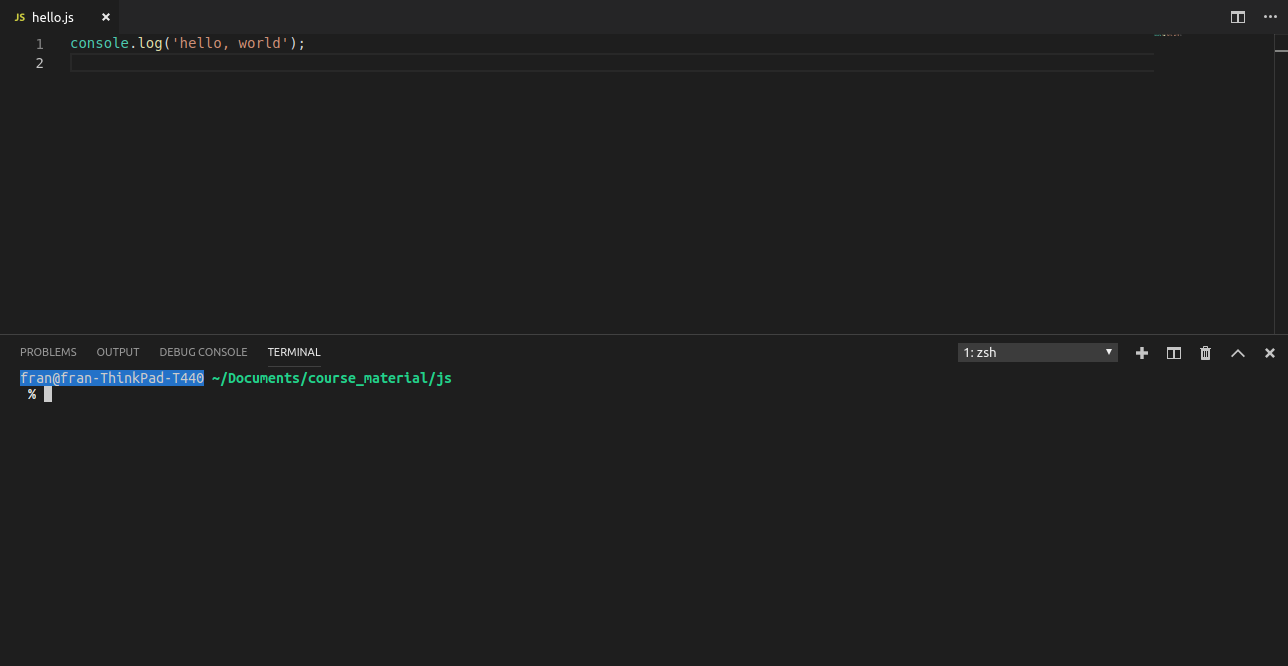 JS hello.js ×
1 console.log('hello, world');
2
PROBLEMS OUTPUT DEBUG CONSOLE TERMINAL 1: zsh
fran@fran-ThinkPad-T440 ~/Documents/course_material/js
%